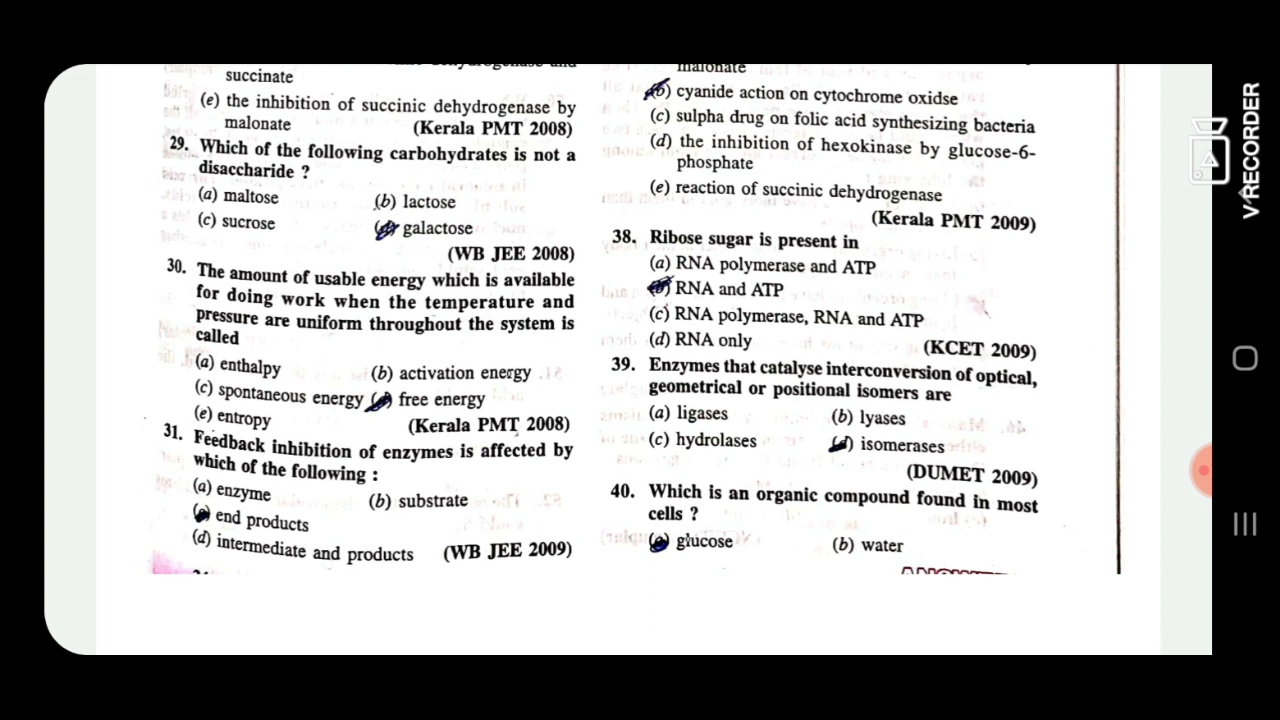 succinate
(e) the inhibition of succinic dehydrogenase by
malonate (Kerala PMT 2008)
29. Which of the following carbohydrates is not a
disaccharide ?
(a) maltose (b) lactose
(c) sucrose (d) galactose
(WB JEE 2008)
30. The amount of usable energy which is available
for doing work when the temperature and
pressure are uniform throughout the system is
called
(a) enthalpy (b) activation energy
(c) spontaneous energy (d) free energy
(e) entropy (Kerala PMT 2008)
31. Feedback inhibition of enzymes is affected by
which of the following :
(a) enzyme (b) substrate
(c) end products
(d) intermediate and products (WB JEE 2009)
malonate
(b) cyanide action on cytochrome oxidse
(c) sulpha drug on folic acid synthesizing bacteria
(d) the inhibition of hexokinase by glucose-6-
phosphate
(e) reaction of succinic dehydrogenase
(Kerala PMT 2009)
38. Ribose sugar is present in
(a) RNA polymerase and ATP
(b) RNA and ATP
(c) RNA polymerase, RNA and ATP
(d) RNA only (KCET 2009)
39. Enzymes that catalyse interconversion of optical,
geometrical or positional isomers are
(a) ligases (b) lyases
(c) hydrolases (d) isomerases
(DUMET 2009)
40. Which is an organic compound found in most
cells ?
(a) glucose (b) water
V RECORDER